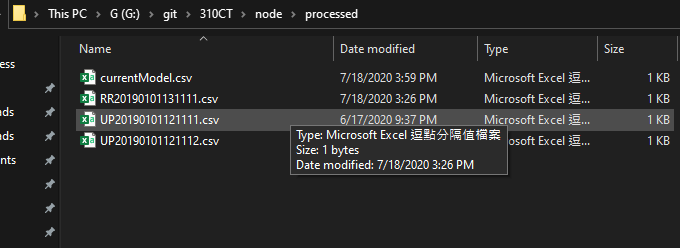 This PC > G (G:) > git > 310CT > node > processed
Name Date modified Type Size
ess
currentModel.csv 7/18/2020 3:59 PM Microsoft Excel 逗... 1 KB
RR20190101131111.csv 7/18/2020 3:26 PM Microsoft Excel 逗... 1 KB
nds
UP20190101121111.csv 6/17/2020 9:37 PM Microsoft Excel 逗... 1 KB
nts
UP20190101121112.csv Microsoft Excel 逗... 1 KB
ents
Type: Microsoft Excel 逗點分隔值檔案
Size: 1 bytes
Date modified: 7/18/2020 3:26 PM